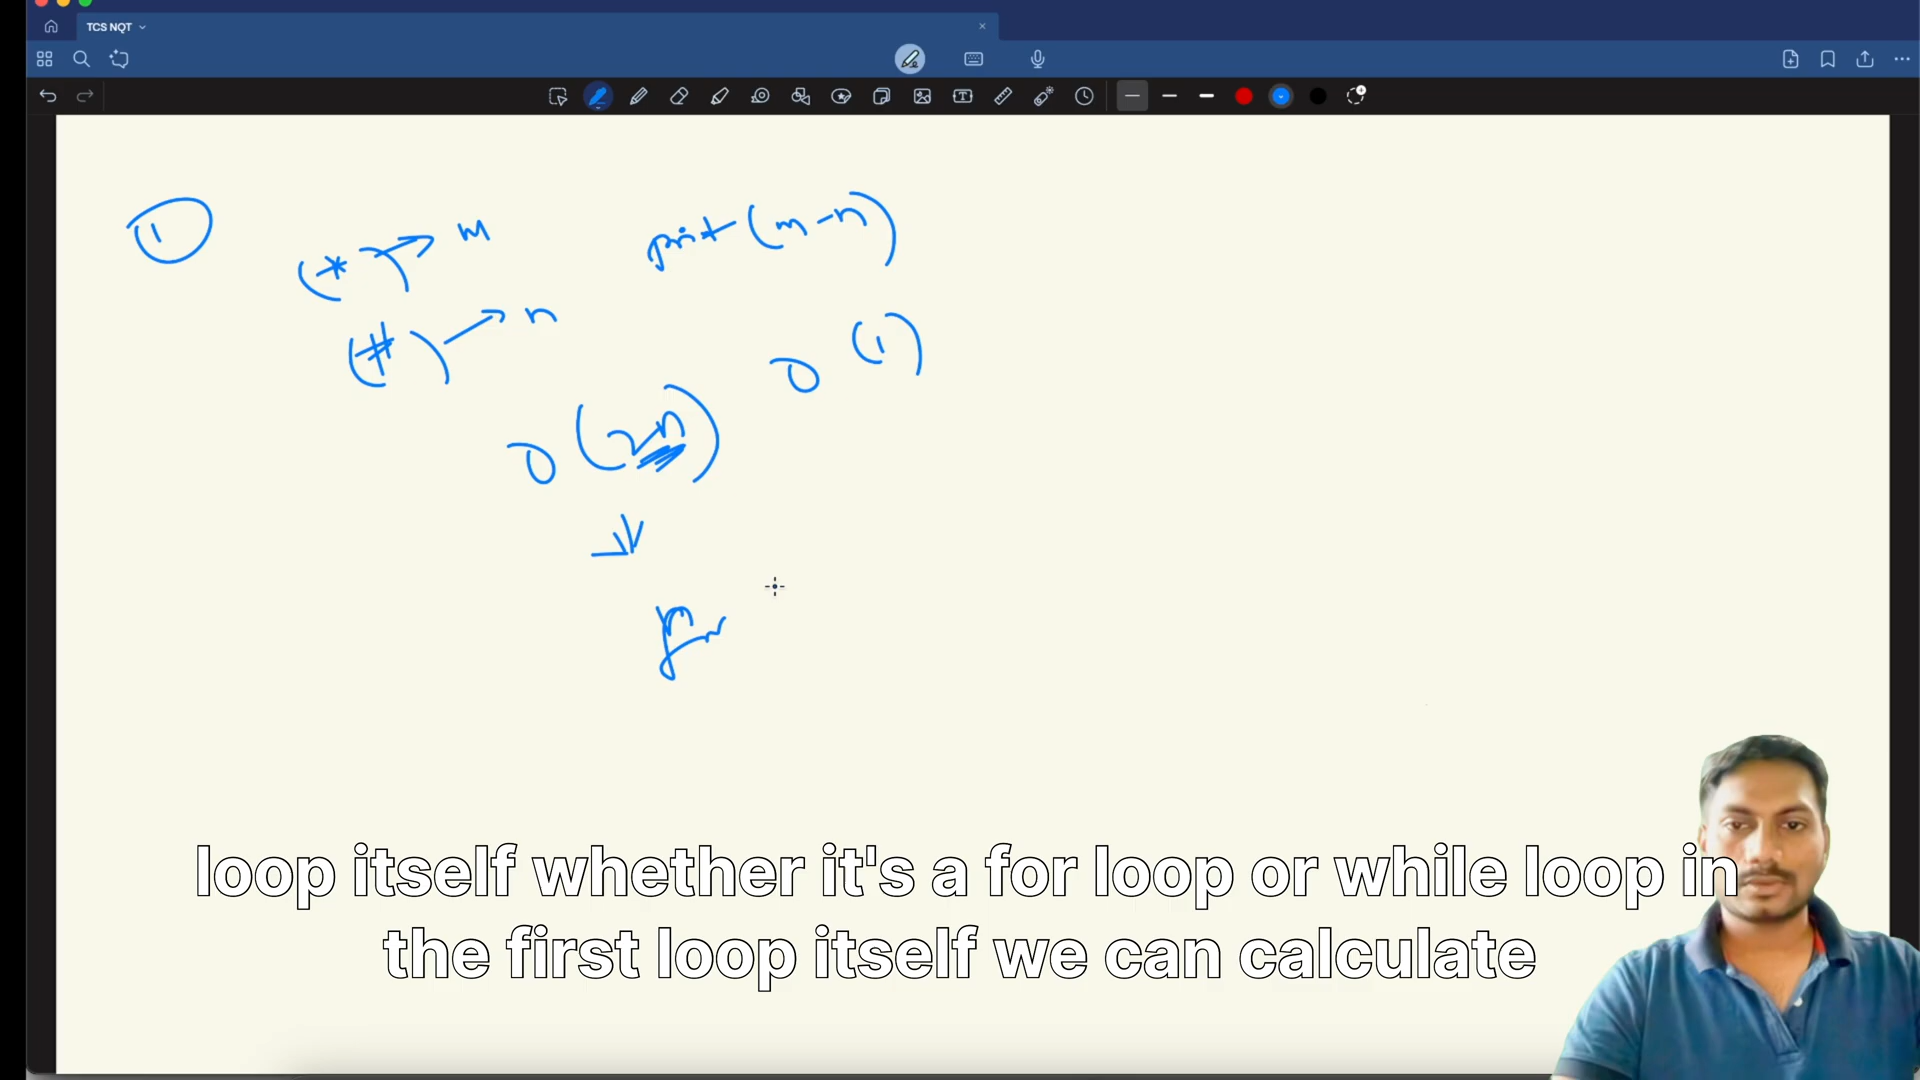 TCS NQT
1
(*) → m
print (m-n)
(#) → n
O (1)
O (2n)
loop itself whether it's a for loop or while loop in
the first loop itself we can calculate